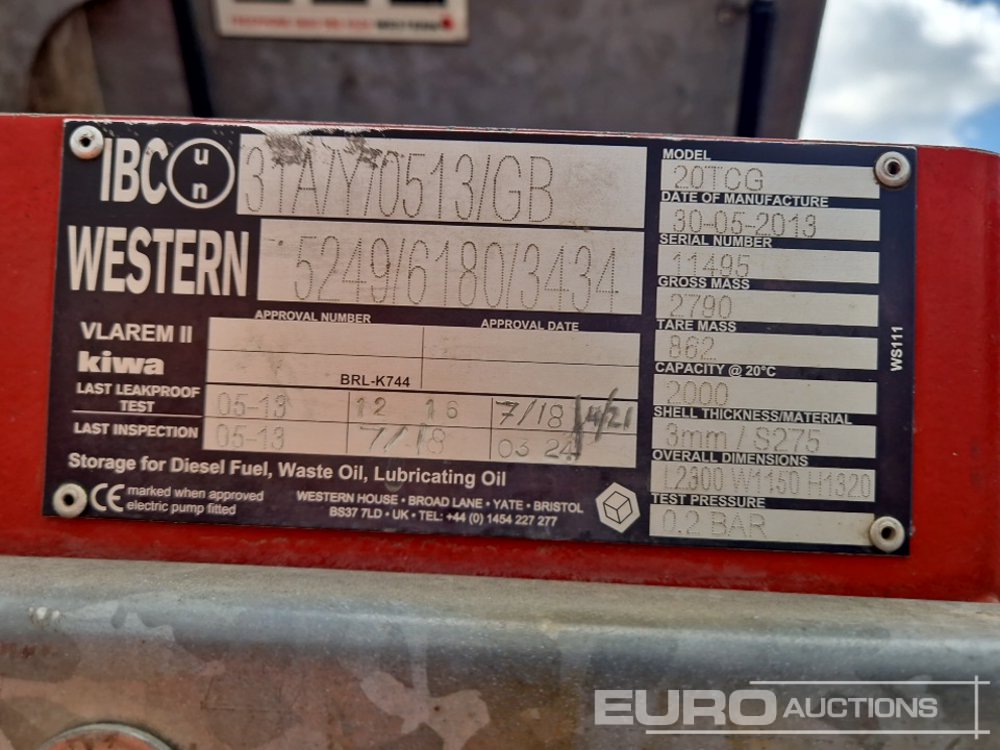 IBC un 31A/Y/0513/GB
WESTERN 5249/6180/3434
APPROVAL NUMBER APPROVAL DATE
VLAREM II
kiwa
BRL-K744
LAST LEAKPROOF TEST 05-13 12 16 7/18 4/21
LAST INSPECTION 05-13 7/18 03 24
Storage for Diesel Fuel, Waste Oil, Lubricating Oil
CE marked when approved
electric pump fitted
WESTERN HOUSE • BROAD LANE • YATE • BRISTOL
BS37 7LD • UK • TEL: +44 (0) 1454 227 277
MODEL
20TCG
DATE OF MANUFACTURE
30-05-2013
SERIAL NUMBER
11495
GROSS MASS
2790
TARE MASS
862
CAPACITY @ 20°C
2000
SHELL THICKNESS/MATERIAL
3mm / S275
OVERALL DIMENSIONS
L2300 W1150 H1320
TEST PRESSURE
0.2 BAR
WS111
EURO AUCTIONS